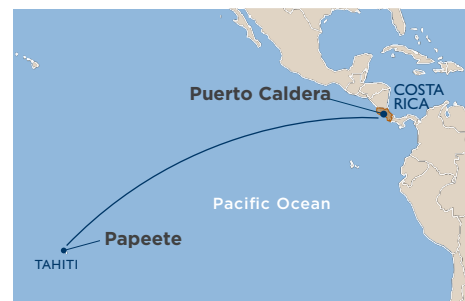 Puerto Caldera
COSTA
RICA
Pacific Ocean
Papeete
TAHITI